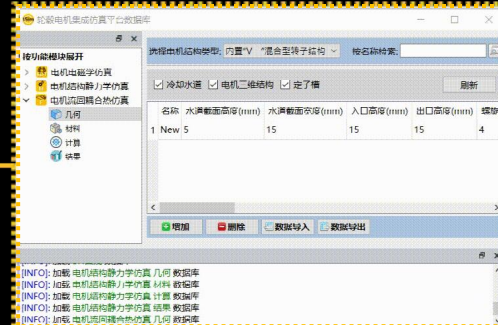 轮毂电机集成仿真平台数据库
按功能模块展开
电机电磁学仿真
电机结构静力学仿真
电机流固耦合热仿真
几何
材料
计算
结果
选择电机结构类型: 内置"V "混合型转子结构 按名称检索:
冷却水道 电机二维结构 定子槽 刷新
名称 水道截面高度(mm) 水道截面宽度(mm) 入口高度(mm) 出口高度(mm) 螺旋
1 New 5 15 15 15 4
增加 删除 数据导入 数据导出
[INFO]: 加载 电机结构静力学仿真 几何 数据库
[INFO]: 加载 电机结构静力学仿真 材料 数据库
[INFO]: 加载 电机结构静力学仿真 计算 数据库
[INFO]: 加载 电机结构静力学仿真 结果 数据库
[INFO]: 加载 电机流固耦合热仿真 几何 数据库